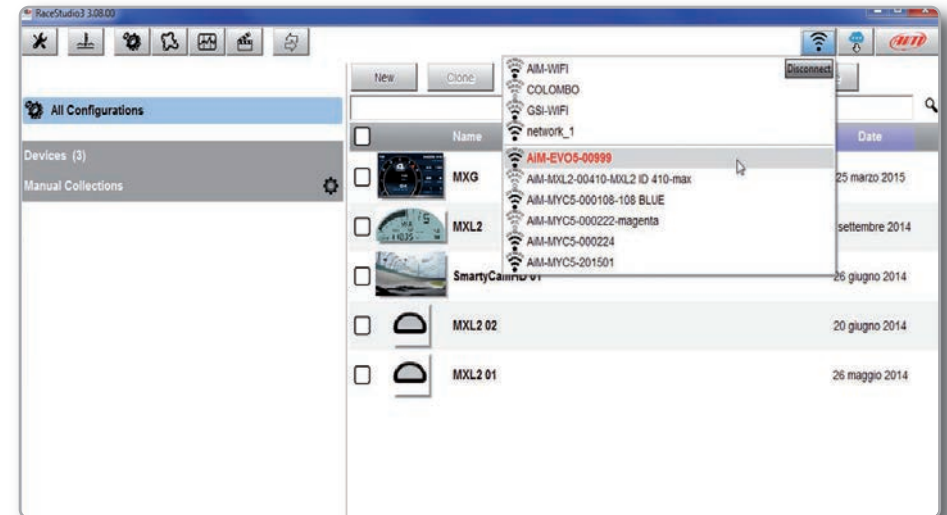 RaceStudio3 3.08.00
AiM
New
Clone
Disconnect
AIM-WIFI
COLOMBO
GSI-WIFI
network_1
AiM-EVO5-00999
AiM-MXL2-00410-MXL2 ID 410-max
AiM-MYC5-000108-108 BLUE
AiM-MYC5-000222-magenta
AiM-MYC5-000224
AiM-MYC5-201501
All Configurations
Devices (3)
Manual Collections
Name
Date
MXG
25 marzo 2015
MXL2
settembre 2014
SmartyCamHD 01
26 giugno 2014
MXL2 02
20 giugno 2014
MXL2 01
26 maggio 2014